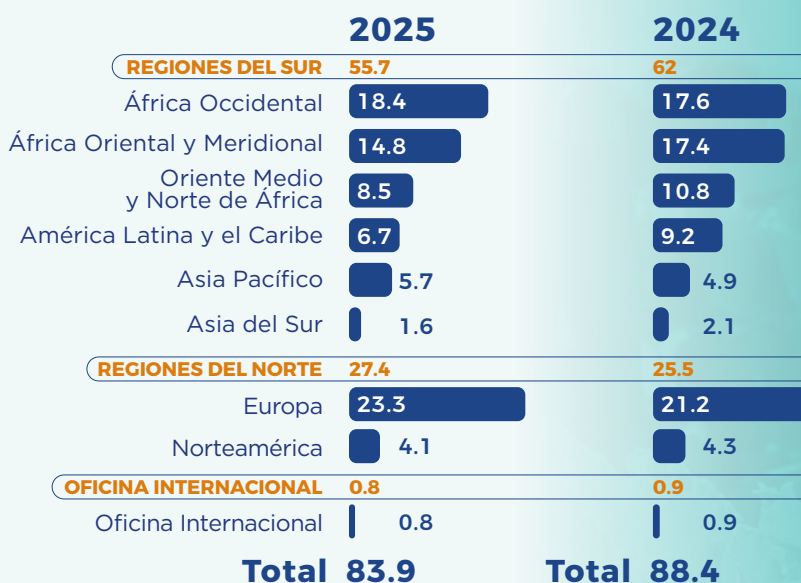 2025 2024
REGIONES DEL SUR 55.7 62
África Occidental 18.4 17.6
África Oriental y Meridional 14.8 17.4
Oriente Medio
y Norte de África 8.5 10.8
América Latina y el Caribe 6.7 9.2
Asia Pacífico 5.7 4.9
Asia del Sur 1.6 2.1
REGIONES DEL NORTE 27.4 25.5
Europa 23.3 21.2
Norteamérica 4.1 4.3
OFICINA INTERNACIONAL 0.8 0.9
Oficina Internacional 0.8 0.9
Total 83.9 Total 88.4